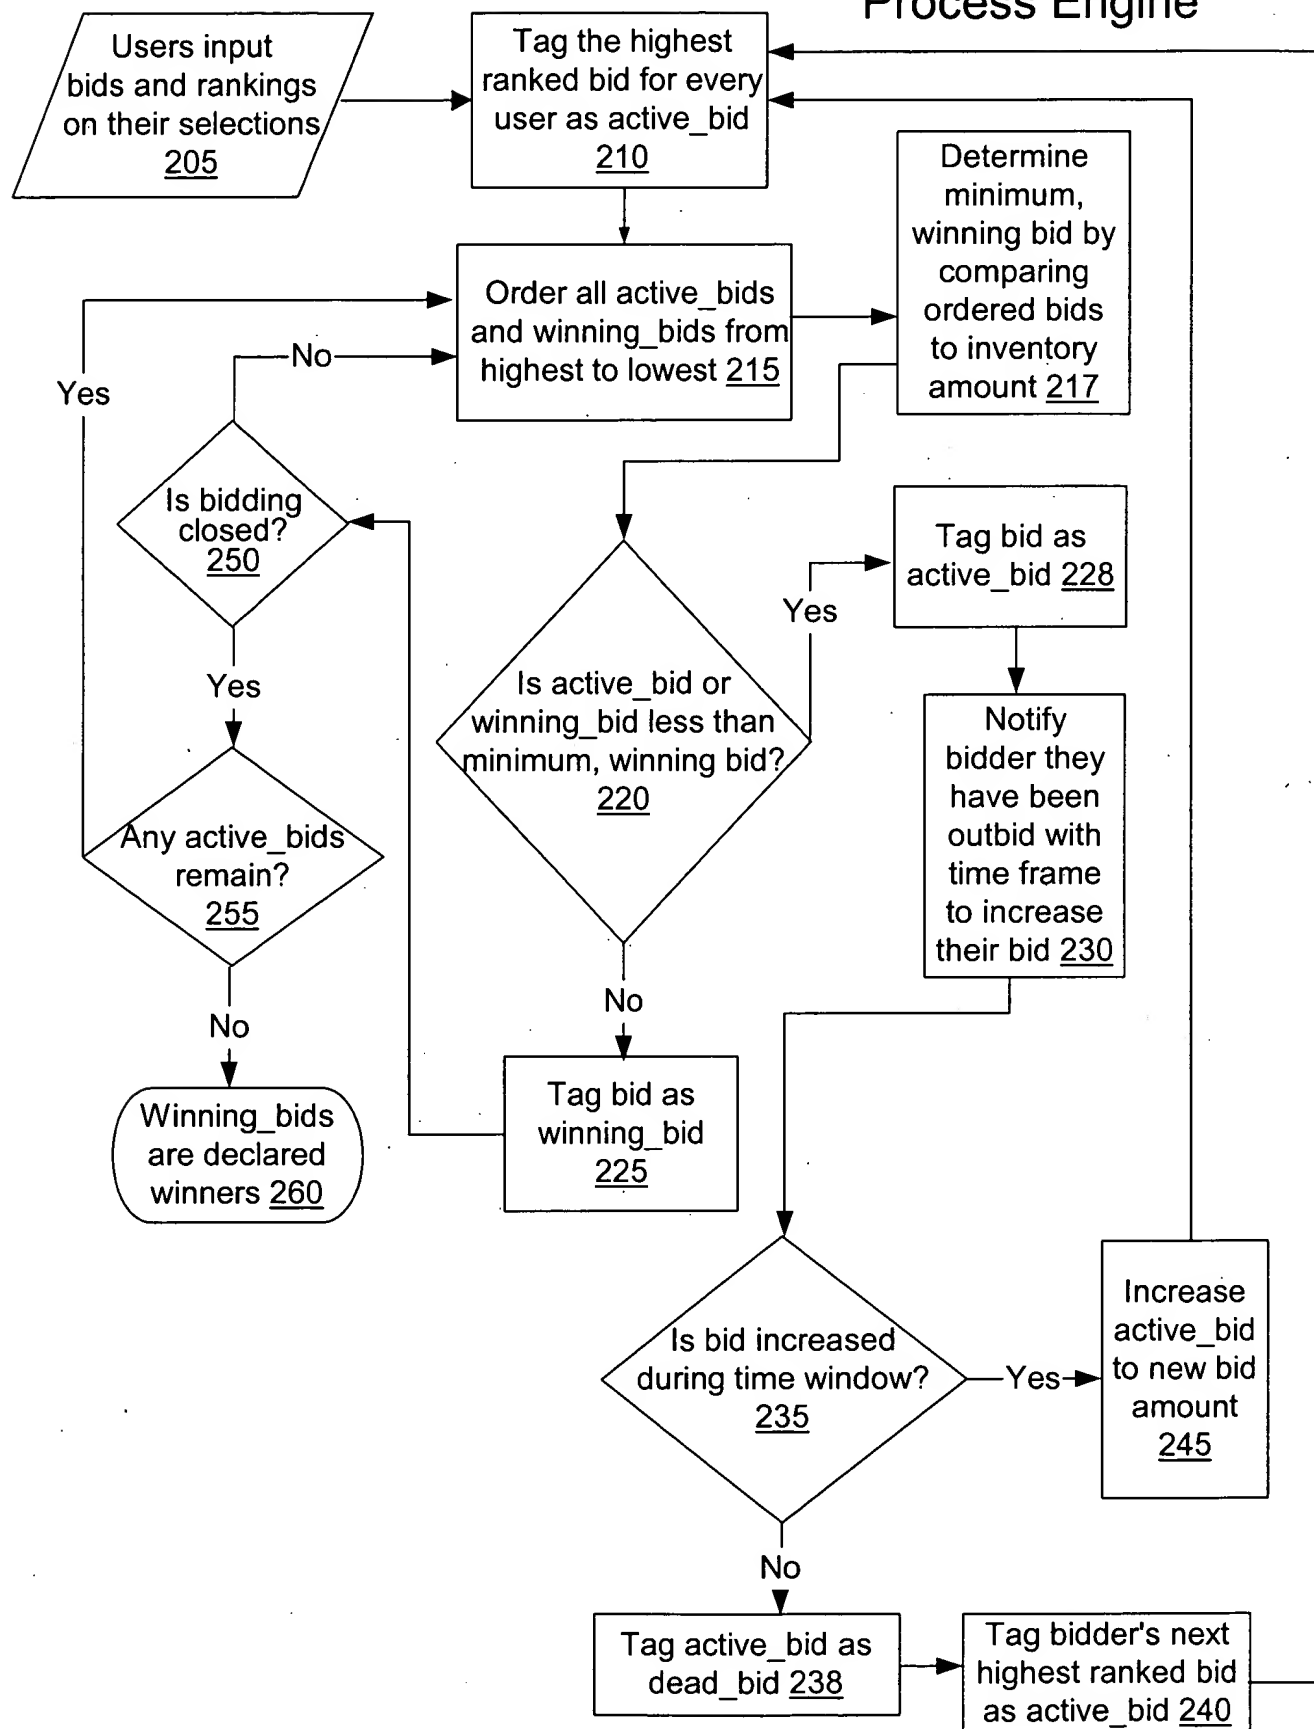 Process Engine
Users input
bids and rankings
on their selections
205
Tag the highest
ranked bid for every
user as active_bid
210
Determine
minimum,
winning bid by
comparing
ordered bids
to inventory
amount 217
Order all active_bids
and winning_bids from
highest to lowest 215
No
Yes
Is bidding
closed?
250
Tag bid as
active_bid 228
Yes
Yes
Is active_bid or
winning_bid less than
minimum, winning bid?
220
Notify
bidder they
have been
outbid with
time frame
to increase
their bid 230
Any active_bids
remain?
255
No
No
Winning_bids
are declared
winners 260
Tag bid as
winning_bid
225
Is bid increased
during time window?
235
Yes
Increase
active_bid
to new bid
amount
245
No
Tag active_bid as
dead_bid 238
Tag bidder's next
highest ranked bid
as active_bid 240